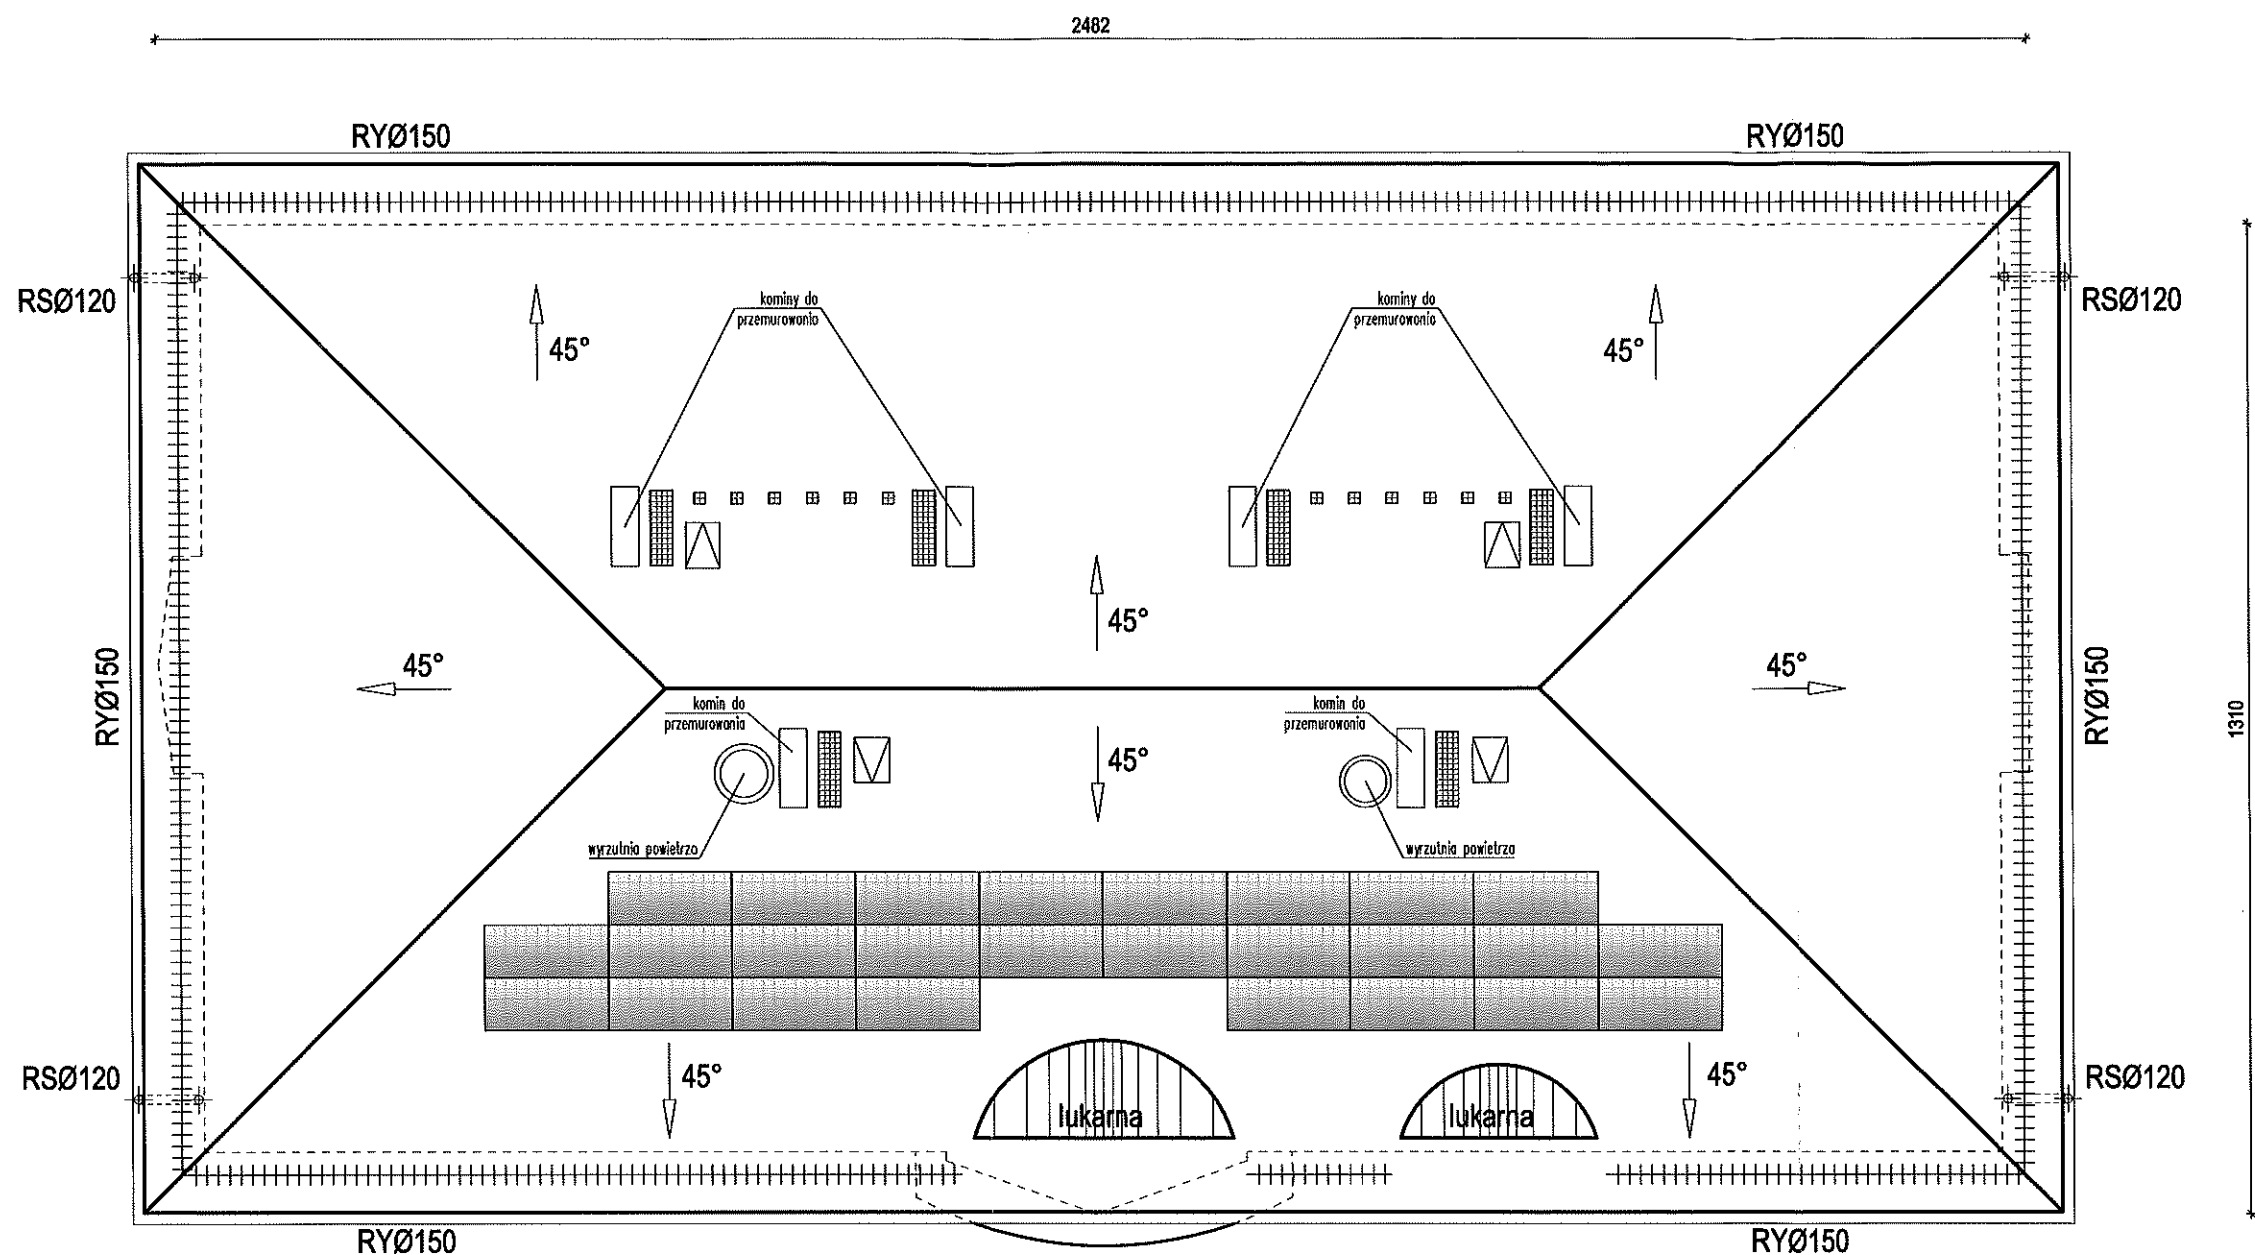 2482
RYØ150
RYØ150
RSØ120
RSØ120
kominy do
przemurowania
kominy do
przemurowania
45°
45°
45°
45°
45°
RYØ150
RYØ150
1310
komin do
przemurowania
komin do
przemurowania
45°
wyrzutnia powietrza
wyrzutnia powietrza
RSØ120
45°
45°
RSØ120
lukarna
lukarna
RYØ150
RYØ150